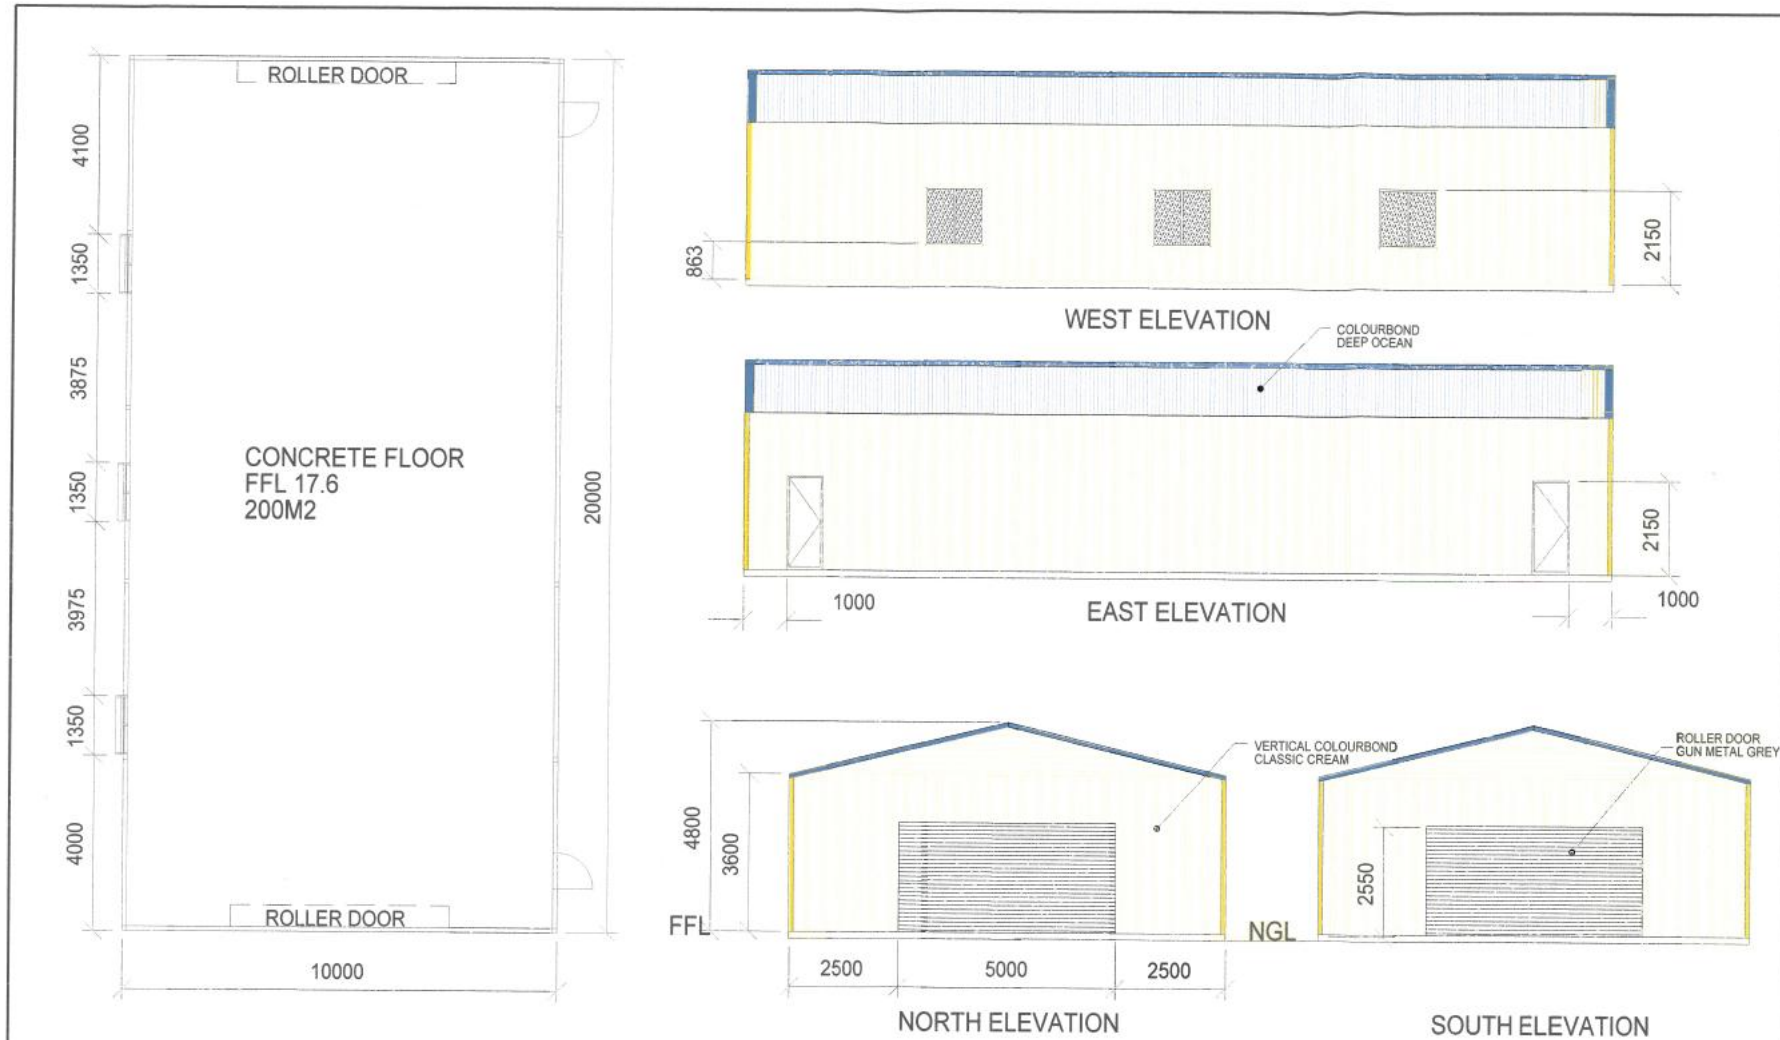 ROLLER DOOR
4100
1350
3875
1350
3975
1350
4000
CONCRETE FLOOR
FFL 17.6
200M2
20000
ROLLER DOOR
10000
863
2150
WEST ELEVATION
COLOURBOND
DEEP OCEAN
2150
1000
EAST ELEVATION
1000
4800
3600
VERTICAL COLOURBOND
CLASSIC CREAM
FFL
2500
5000
2500
NORTH ELEVATION
NGL
ROLLER DOOR
GUN METAL GREY
2550
SOUTH ELEVATION